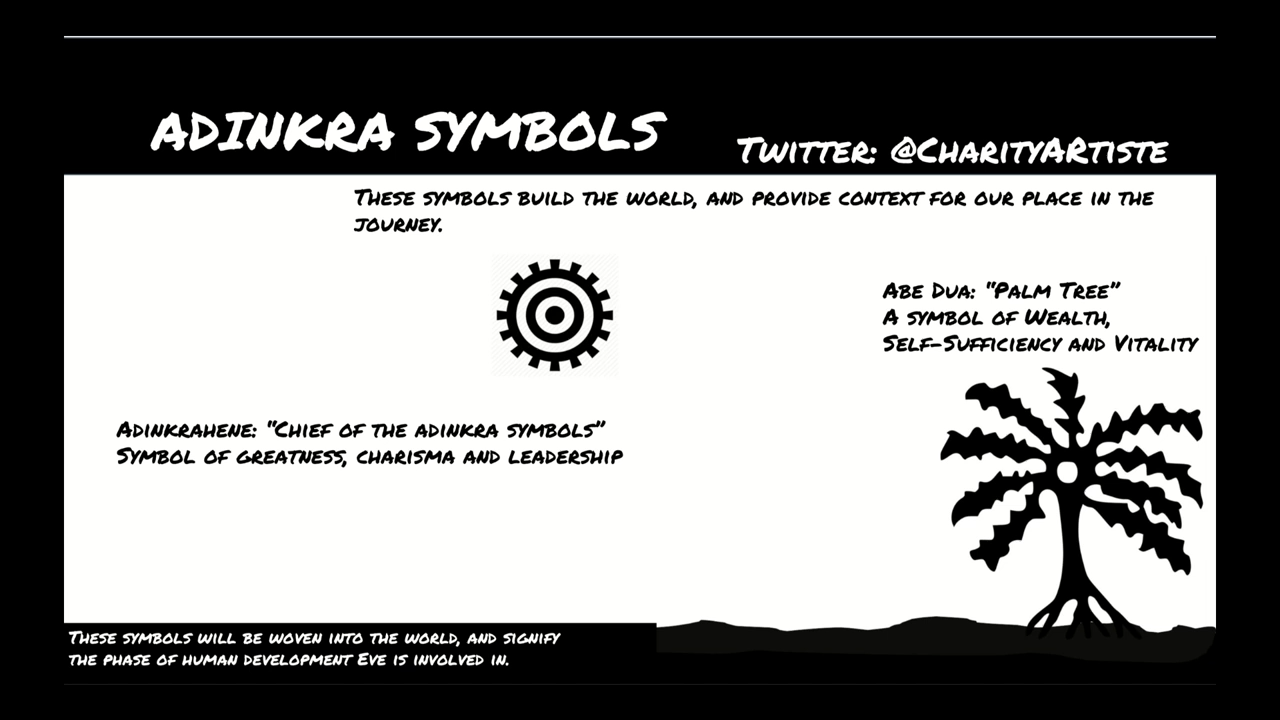 ADINKRA SYMBOLS
TWITTER: @CHARITYARTISTE
THESE SYMBOLS BUILD THE WORLD, AND PROVIDE CONTEXT FOR OUR PLACE IN THE
JOURNEY.
ABE DUA: "PALM TREE"
A SYMBOL OF WEALTH,
SELF-SUFFICIENCY AND VITALITY
ADINKRAHENE: "CHIEF OF THE ADINKRA SYMBOLS"
SYMBOL OF GREATNESS, CHARISMA AND LEADERSHIP
THESE SYMBOLS WILL BE WOVEN INTO THE WORLD, AND SIGNIFY
THE PHASE OF HUMAN DEVELOPMENT EVE IS INVOLVED IN.